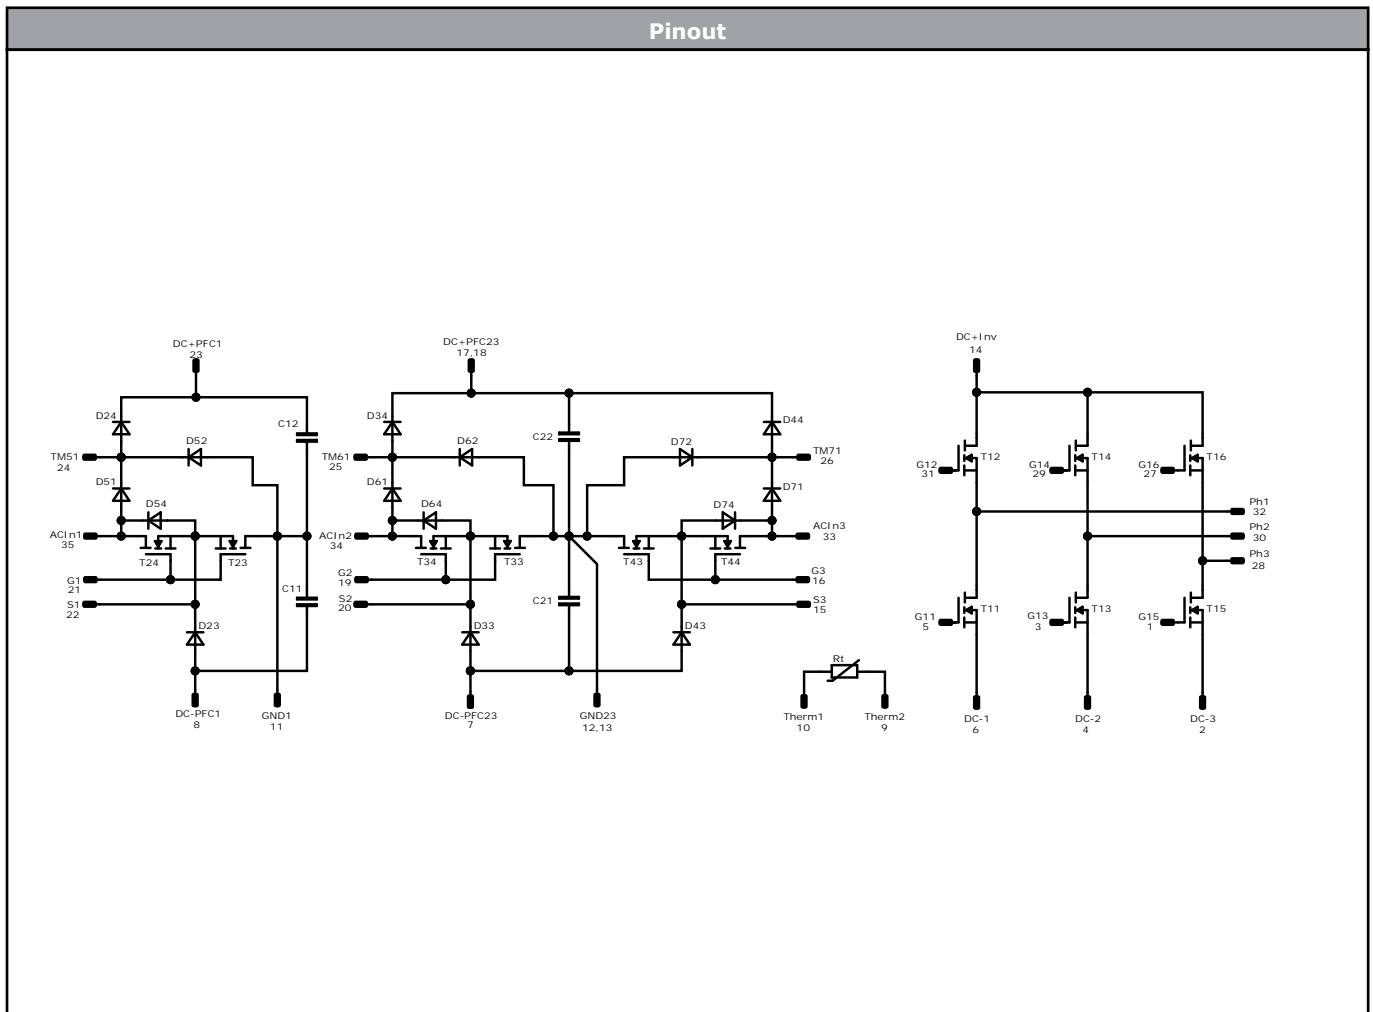 Pinout
DC+PFC1
23
DC+PFC23
17,18
DC+Inv
14
D24
C12
D34
C22
D44
D52
D62
D72
TM51
24
TM61
25
TM71
26
G12
31
T12
G14
29
T14
G16
27
T16
D51
D61
D71
D54
D64
D74
Ph1
32
ACIn1
35
ACIn2
34
ACIn3
33
Ph2
30
T24
T23
T34
T33
T43
T44
Ph3
28
G1
21
G2
19
G3
16
C11
C21
S1
22
S2
20
S3
15
G11
5
T11
G13
3
T13
G15
1
T15
D23
D33
D43
Rt
DC-PFC1
8
GND1
11
DC-PFC23
7
GND23
12,13
Therm1
10
Therm2
9
DC-1
6
DC-2
4
DC-3
2